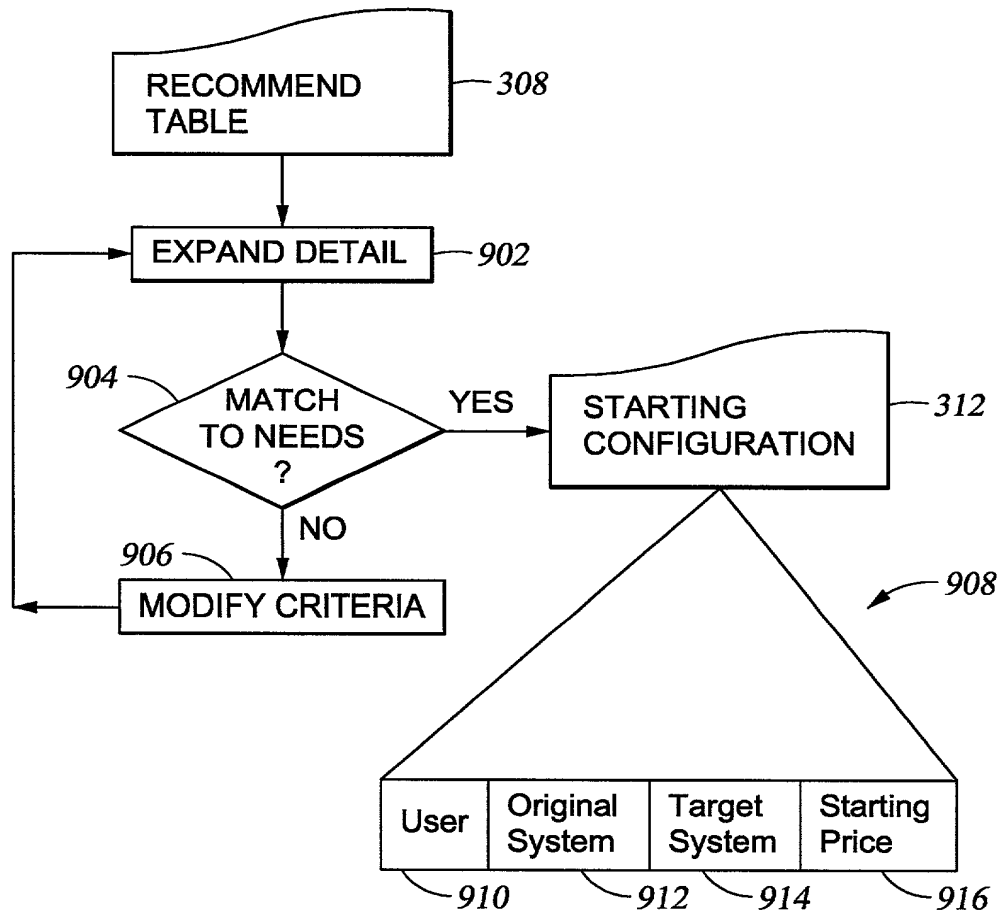 RECOMMEND
TABLE
308
EXPAND DETAIL
902
904
MATCH
TO NEEDS
?
YES
STARTING
CONFIGURATION
312
NO
906
MODIFY CRITERIA
908
User
Original
System
Target
System
Starting
Price
910
912
914
916